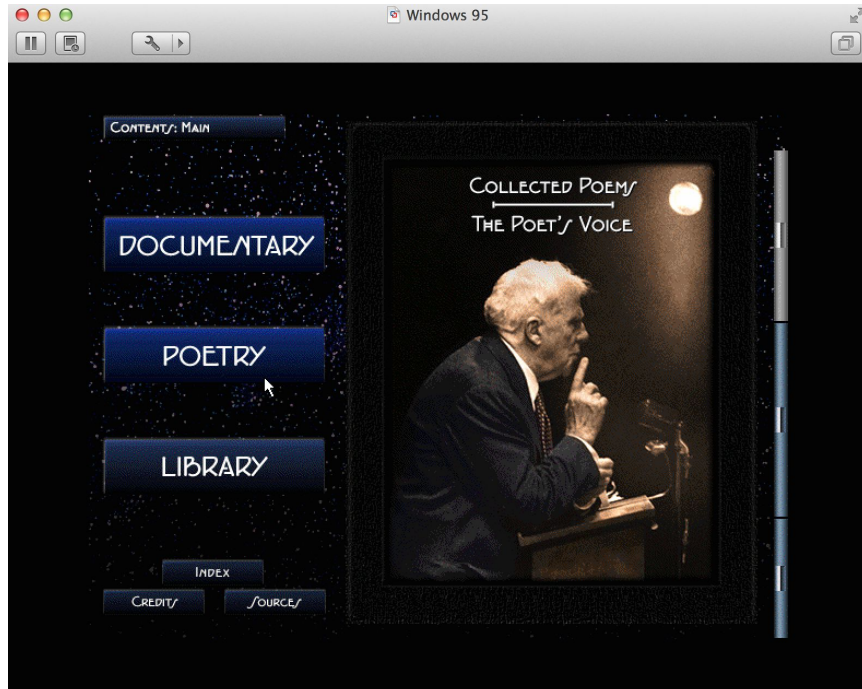 Windows 95
Contents: Main
Collected Poems
The Poet's Voice
DOCUMENTARY
POETRY
LIBRARY
Index
Credits
Sources